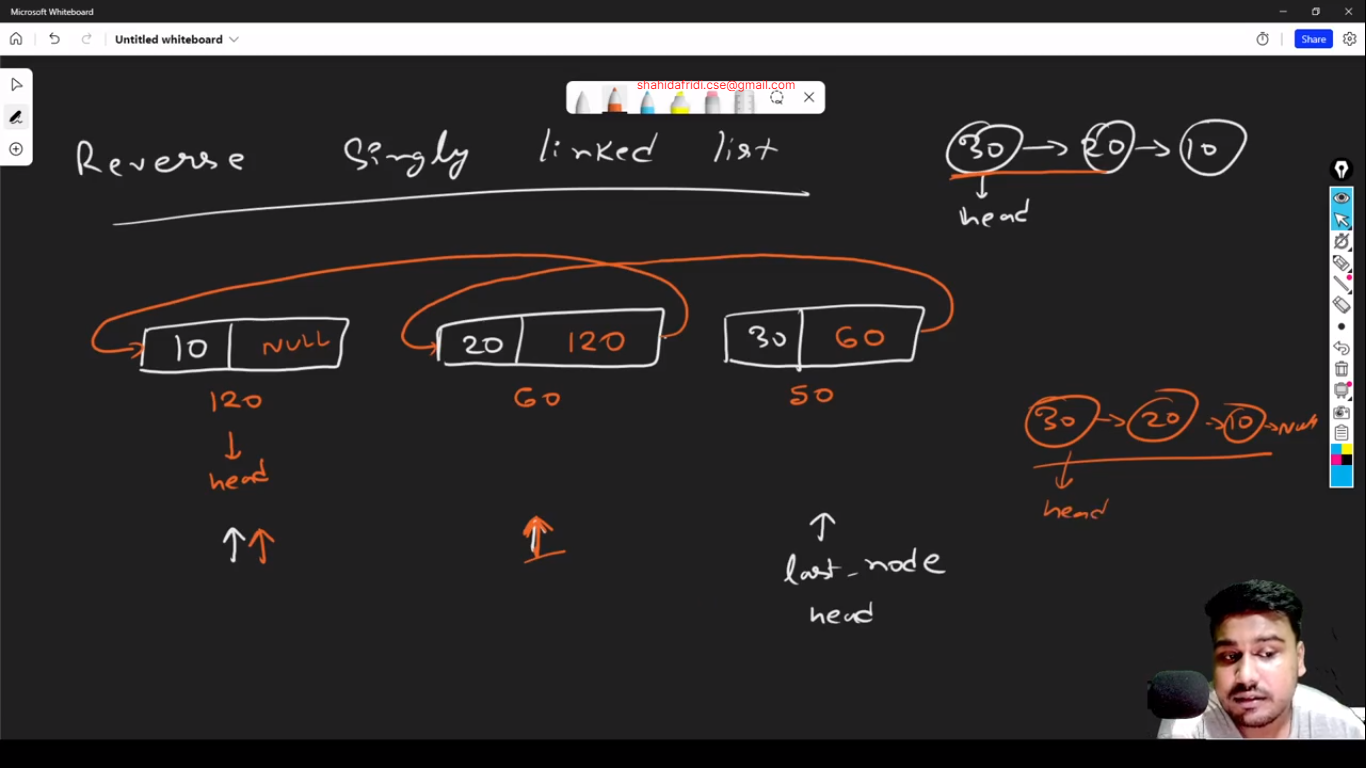 Microsoft Whiteboard
Untitled whiteboard
Share
shahidafridi.cse@gmail.com
Reverse Singly linked list
30 → 20 → 10
↓
head
10 NULL
20 120
30 60
120
60
50
↓
head
30 → 20 → 10 → NULL
↓
head
↑ ↑
↑
↑
last_node
head